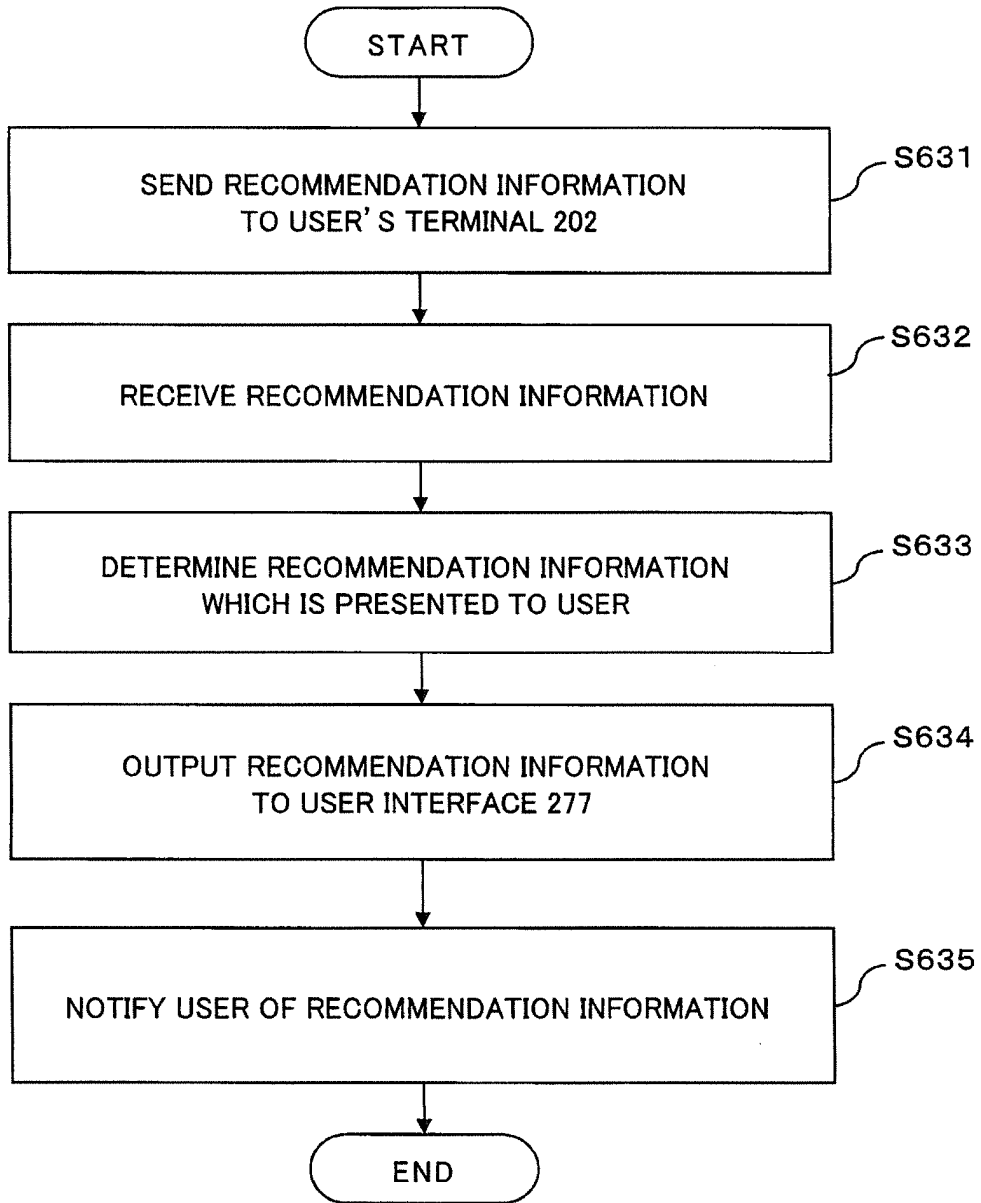 START
SEND RECOMMENDATION INFORMATION
TO USER'S TERMINAL 202
S631
RECEIVE RECOMMENDATION INFORMATION
S632
DETERMINE RECOMMENDATION INFORMATION
WHICH IS PRESENTED TO USER
S633
OUTPUT RECOMMENDATION INFORMATION
TO USER INTERFACE 277
S634
NOTIFY USER OF RECOMMENDATION INFORMATION
S635
END